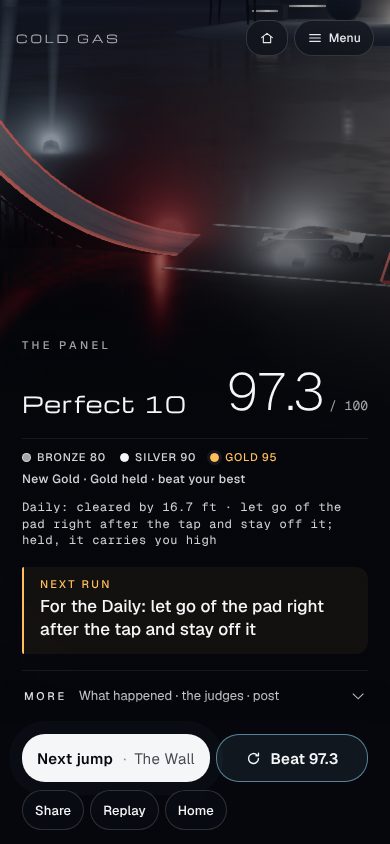 COLD GAS
Menu
THE PANEL
Perfect 10
97.3 / 100
BRONZE 80 SILVER 90 GOLD 95
New Gold · Gold held · beat your best
Daily: cleared by 16.7 ft · let go of the
pad right after the tap and stay off it;
held, it carries you high
NEXT RUN
For the Daily: let go of the pad right
after the tap and stay off it
MORE What happened · the judges · post
Next jump · The Wall
Beat 97.3
Share Replay Home